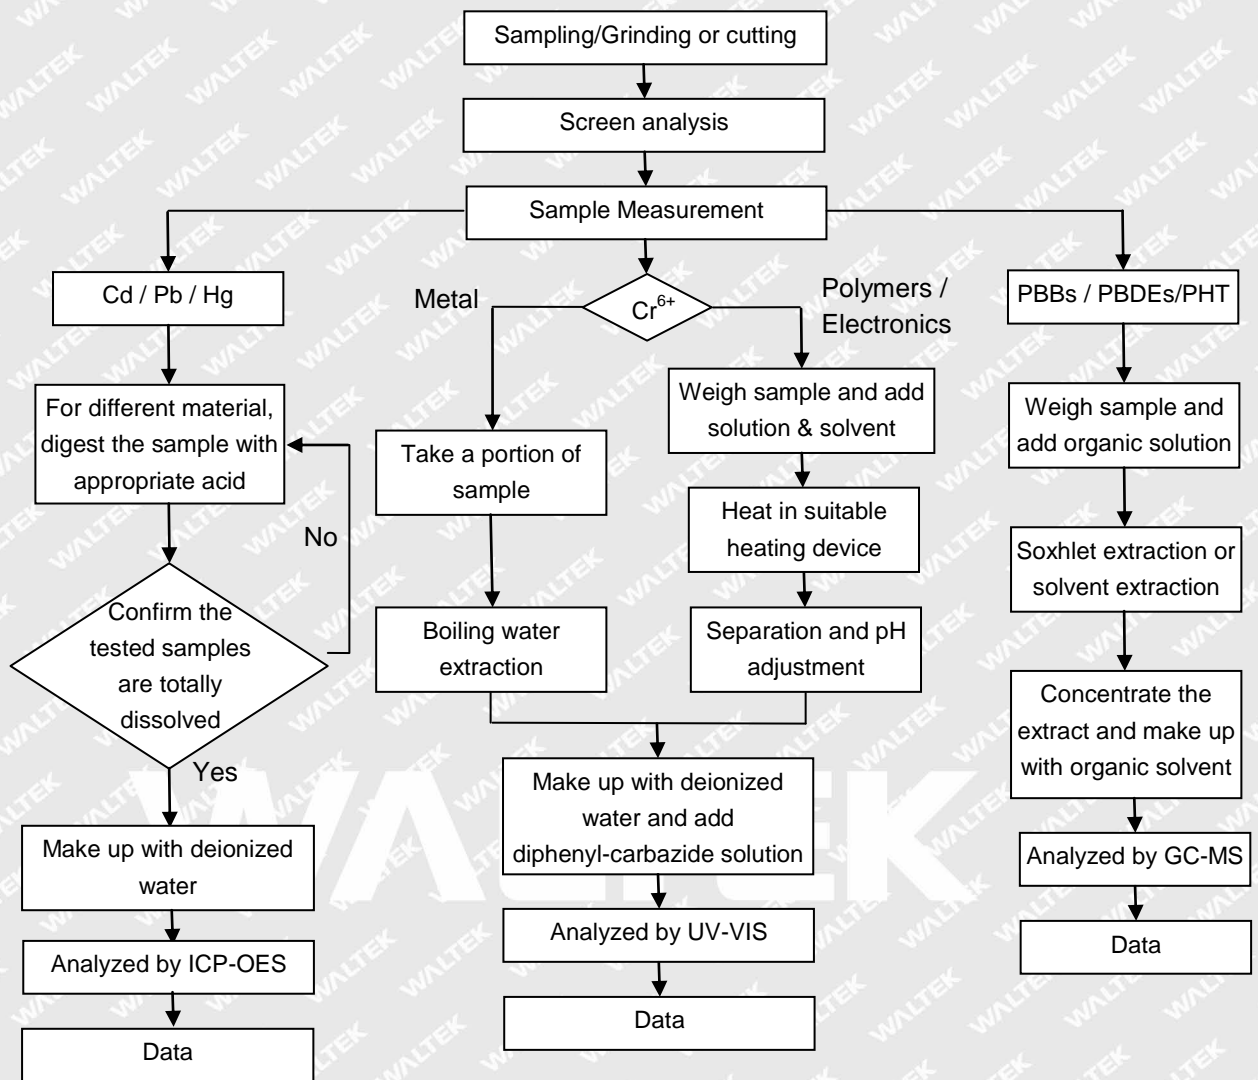 Sampling/Grinding or cutting
Screen analysis
Sample Measurement
Cd / Pb / Hg
Metal
Cr⁶⁺
Polymers /
Electronics
PBBs / PBDEs/PHT
For different material,
digest the sample with
appropriate acid
No
Confirm the
tested samples
are totally
dissolved
Yes
Make up with deionized
water
Analyzed by ICP-OES
Data
Take a portion of
sample
Boiling water
extraction
Weigh sample and add
solution & solvent
Heat in suitable
heating device
Separation and pH
adjustment
Make up with deionized
water and add
diphenyl-carbazide solution
Analyzed by UV-VIS
Data
Weigh sample and
add organic solution
Soxhlet extraction or
solvent extraction
Concentrate the
extract and make up
with organic solvent
Analyzed by GC-MS
Data
WALTEK